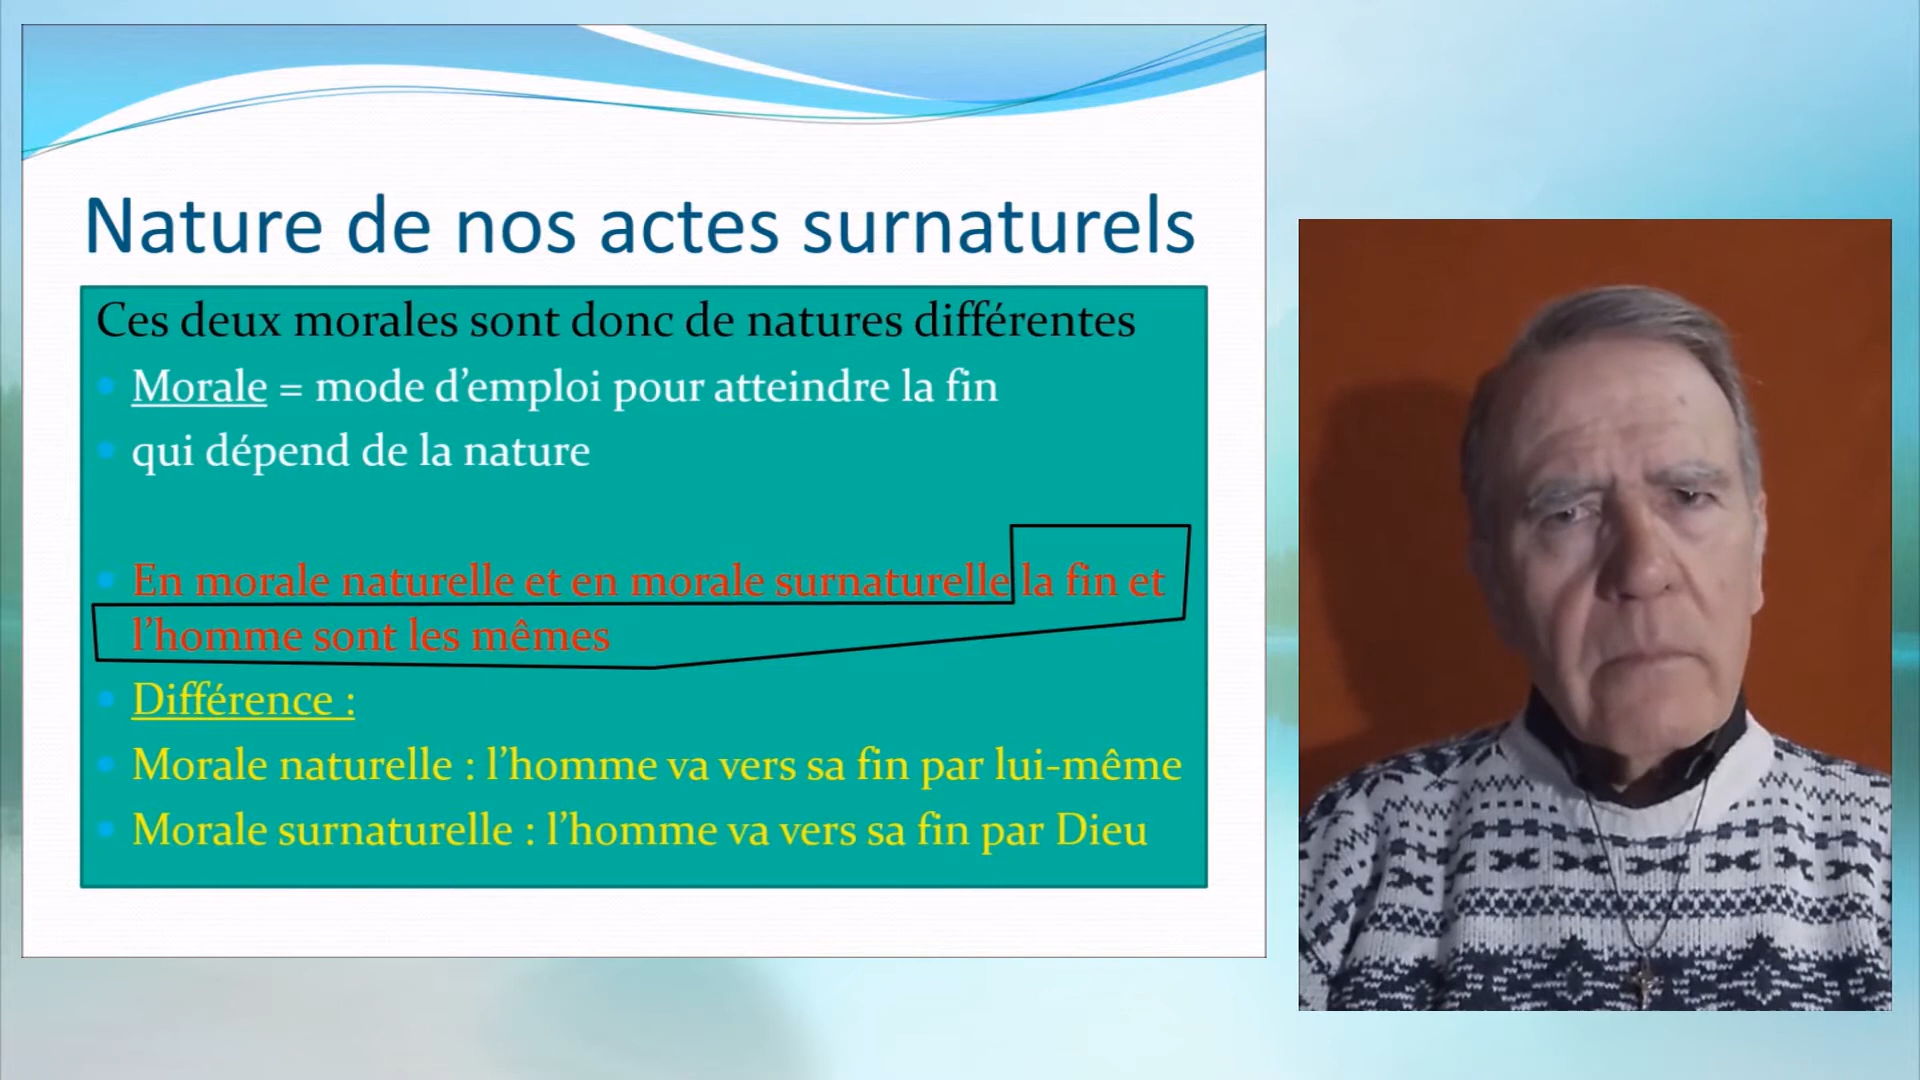 Nature de nos actes surnaturels
Ces deux morales sont donc de natures différentes
Morale = mode d’emploi pour atteindre la fin
qui dépend de la nature
En morale naturelle et en morale surnaturelle la fin et
l’homme sont les mêmes
Différence :
Morale naturelle : l’homme va vers sa fin par lui-même
Morale surnaturelle : l’homme va vers sa fin par Dieu